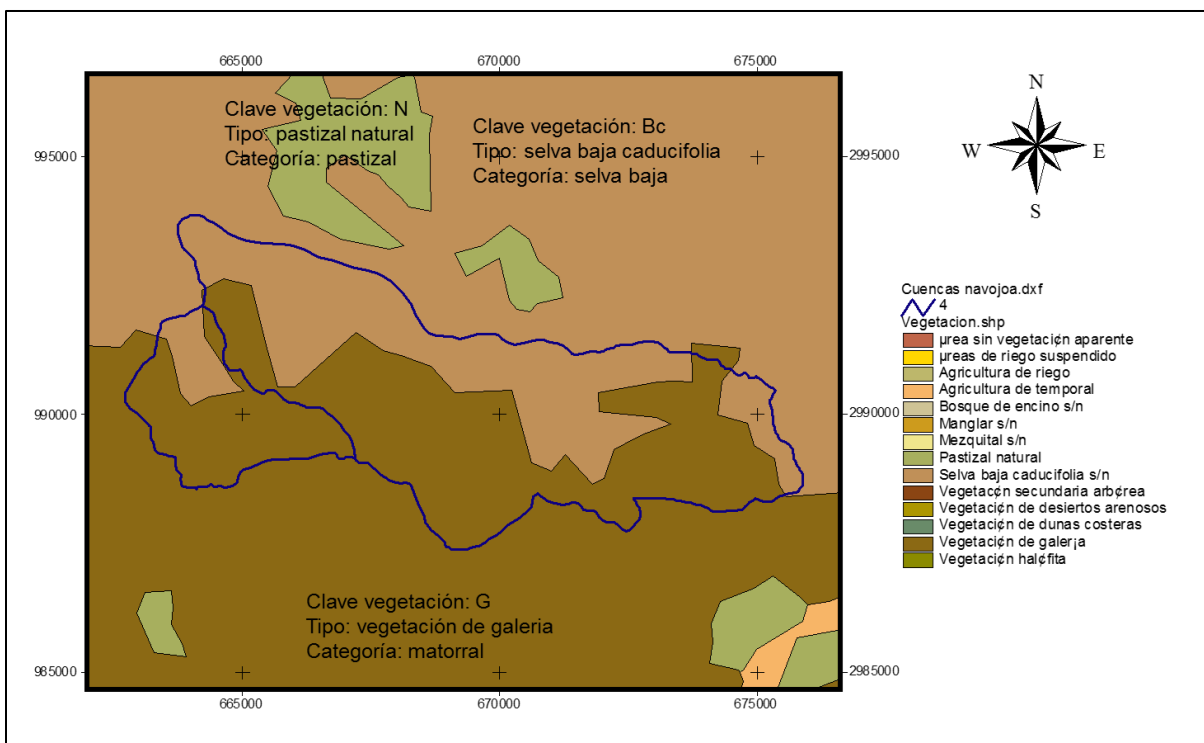 665000
670000
675000
995000
Clave vegetación: N
Tipo: pastizal natural
Categoría: pastizal
Clave vegetación: Bc
Tipo: selva baja caducifolia
Categoría: selva baja
2995000
N
W
E
S
990000
2990000
Cuencas navojoa.dxf
4
Vegetacion.shp
µrea sin vegetaci¢n aparente
µreas de riego suspendido
Agricultura de riego
Agricultura de temporal
Bosque de encino s/n
Manglar s/n
Mezquital s/n
Pastizal natural
Selva baja caducifolia s/n
Vegetac¢n secundaria arb¢rea
Vegetaci¢n de desiertos arenosos
Vegetaci¢n de dunas costeras
Vegetaci¢n de galer¡a
Vegetaci¢n hal¢fita
Clave vegetación: G
Tipo: vegetación de galeria
Categoría: matorral
985000
2985000
665000
670000
675000